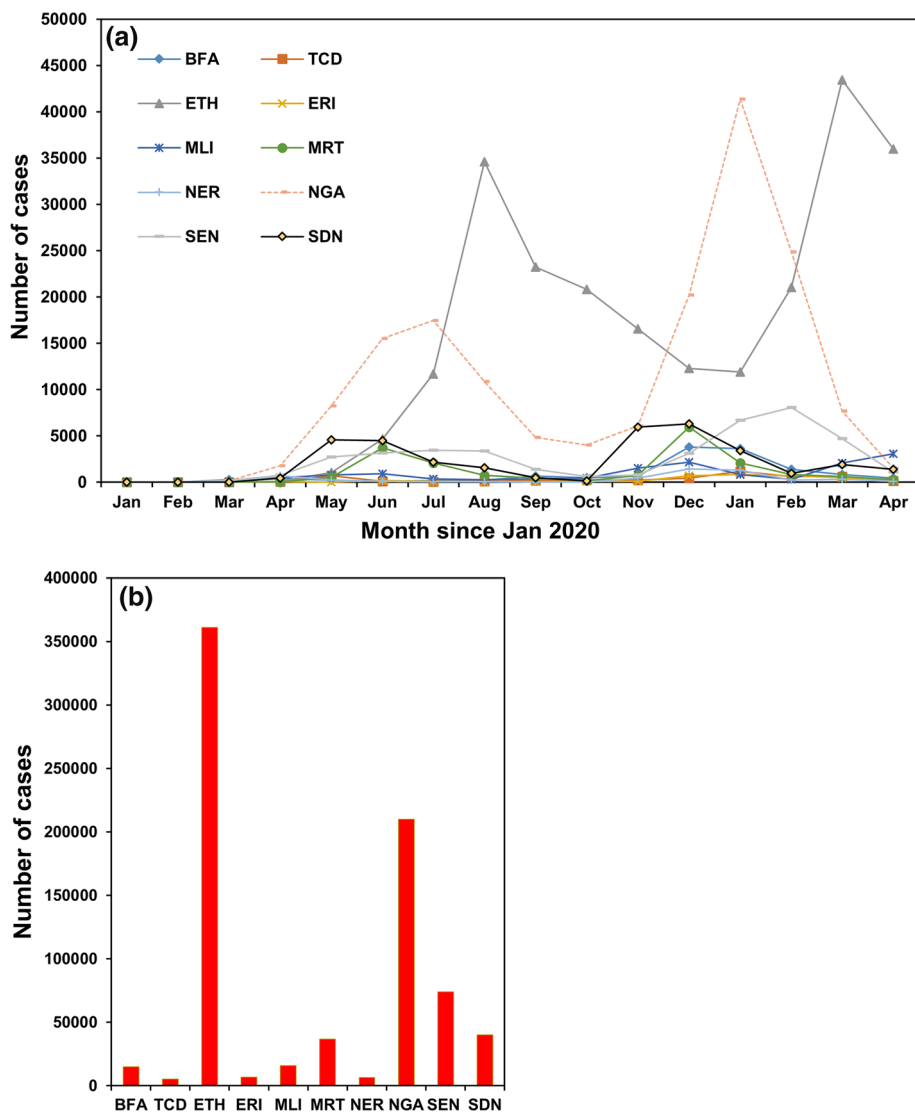 (a)
50000
45000
40000
35000
30000
25000
20000
15000
10000
5000
0
Number of cases
BFA TCD
ETH ERI
MLI MRT
NER NGA
SEN SDN
Jan Feb Mar Apr May Jun Jul Aug Sep Oct Nov Dec Jan Feb Mar Apr
Month since Jan 2020
(b)
400000
350000
300000
250000
200000
150000
100000
50000
0
Number of cases
BFA TCD ETH ERI MLI MRT NER NGA SEN SDN